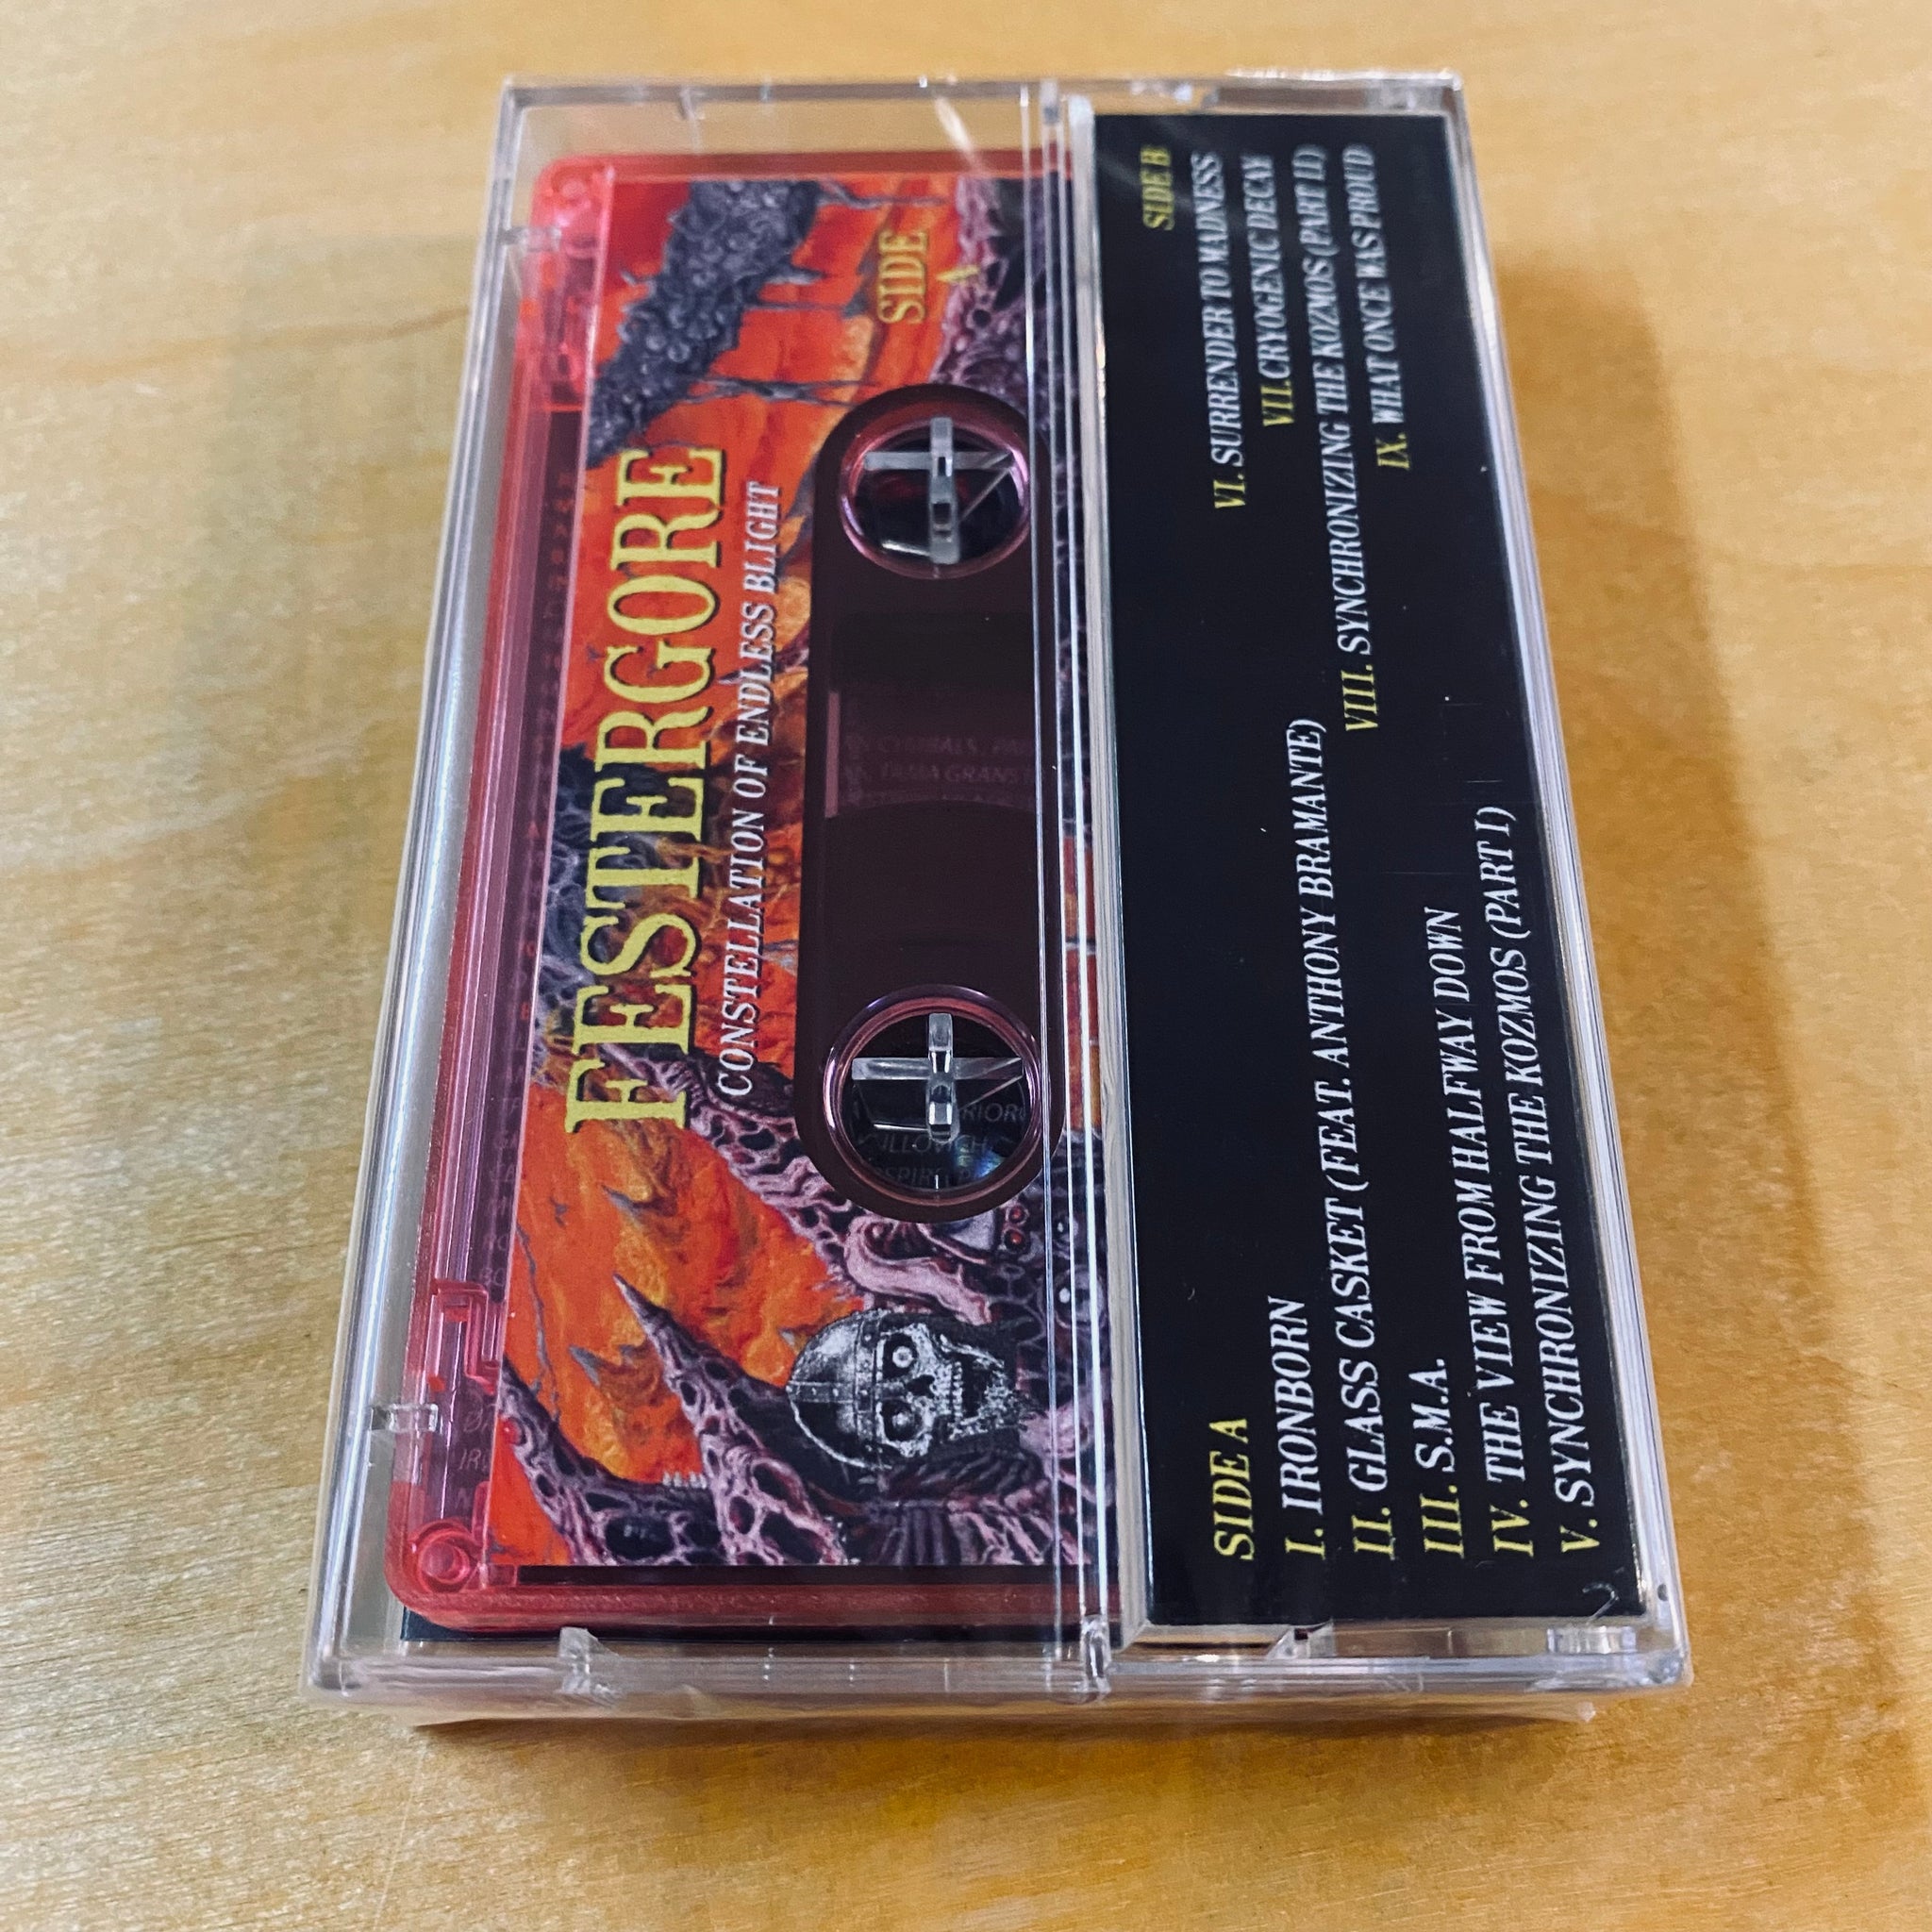 FESTERGORE
CONSTELLATION OF ENDLESS BLIGHT
SIDE
A
CYMBALS,
TAMA
SIDE A
I. IRONBORN
II. GLASS CASKET (FEAT. ANTHONY BRAMANTE)
III. S.M.A.
IV. THE VIEW FROM HALFWAY DOWN
V. SYNCHRONIZING THE KOZMOS (PART I)
SIDE B
VI. SURRENDER TO MADNESS
VII. CRYOGENIC DECAY
VIII. SYNCHRONIZING THE KOZMOS (PART II)
IX. WHAT ONCE WAS PROUD